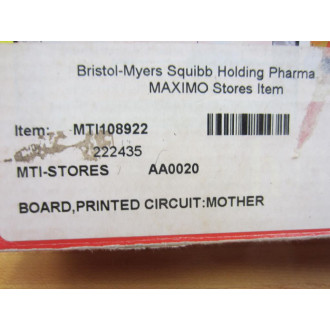 Bristol-Myers Squibb Holding Pharma
MAXIMO Stores Item
Item: MTI108922
222435
MTI-STORES AA0020
BOARD,PRINTED CIRCUIT:MOTHER